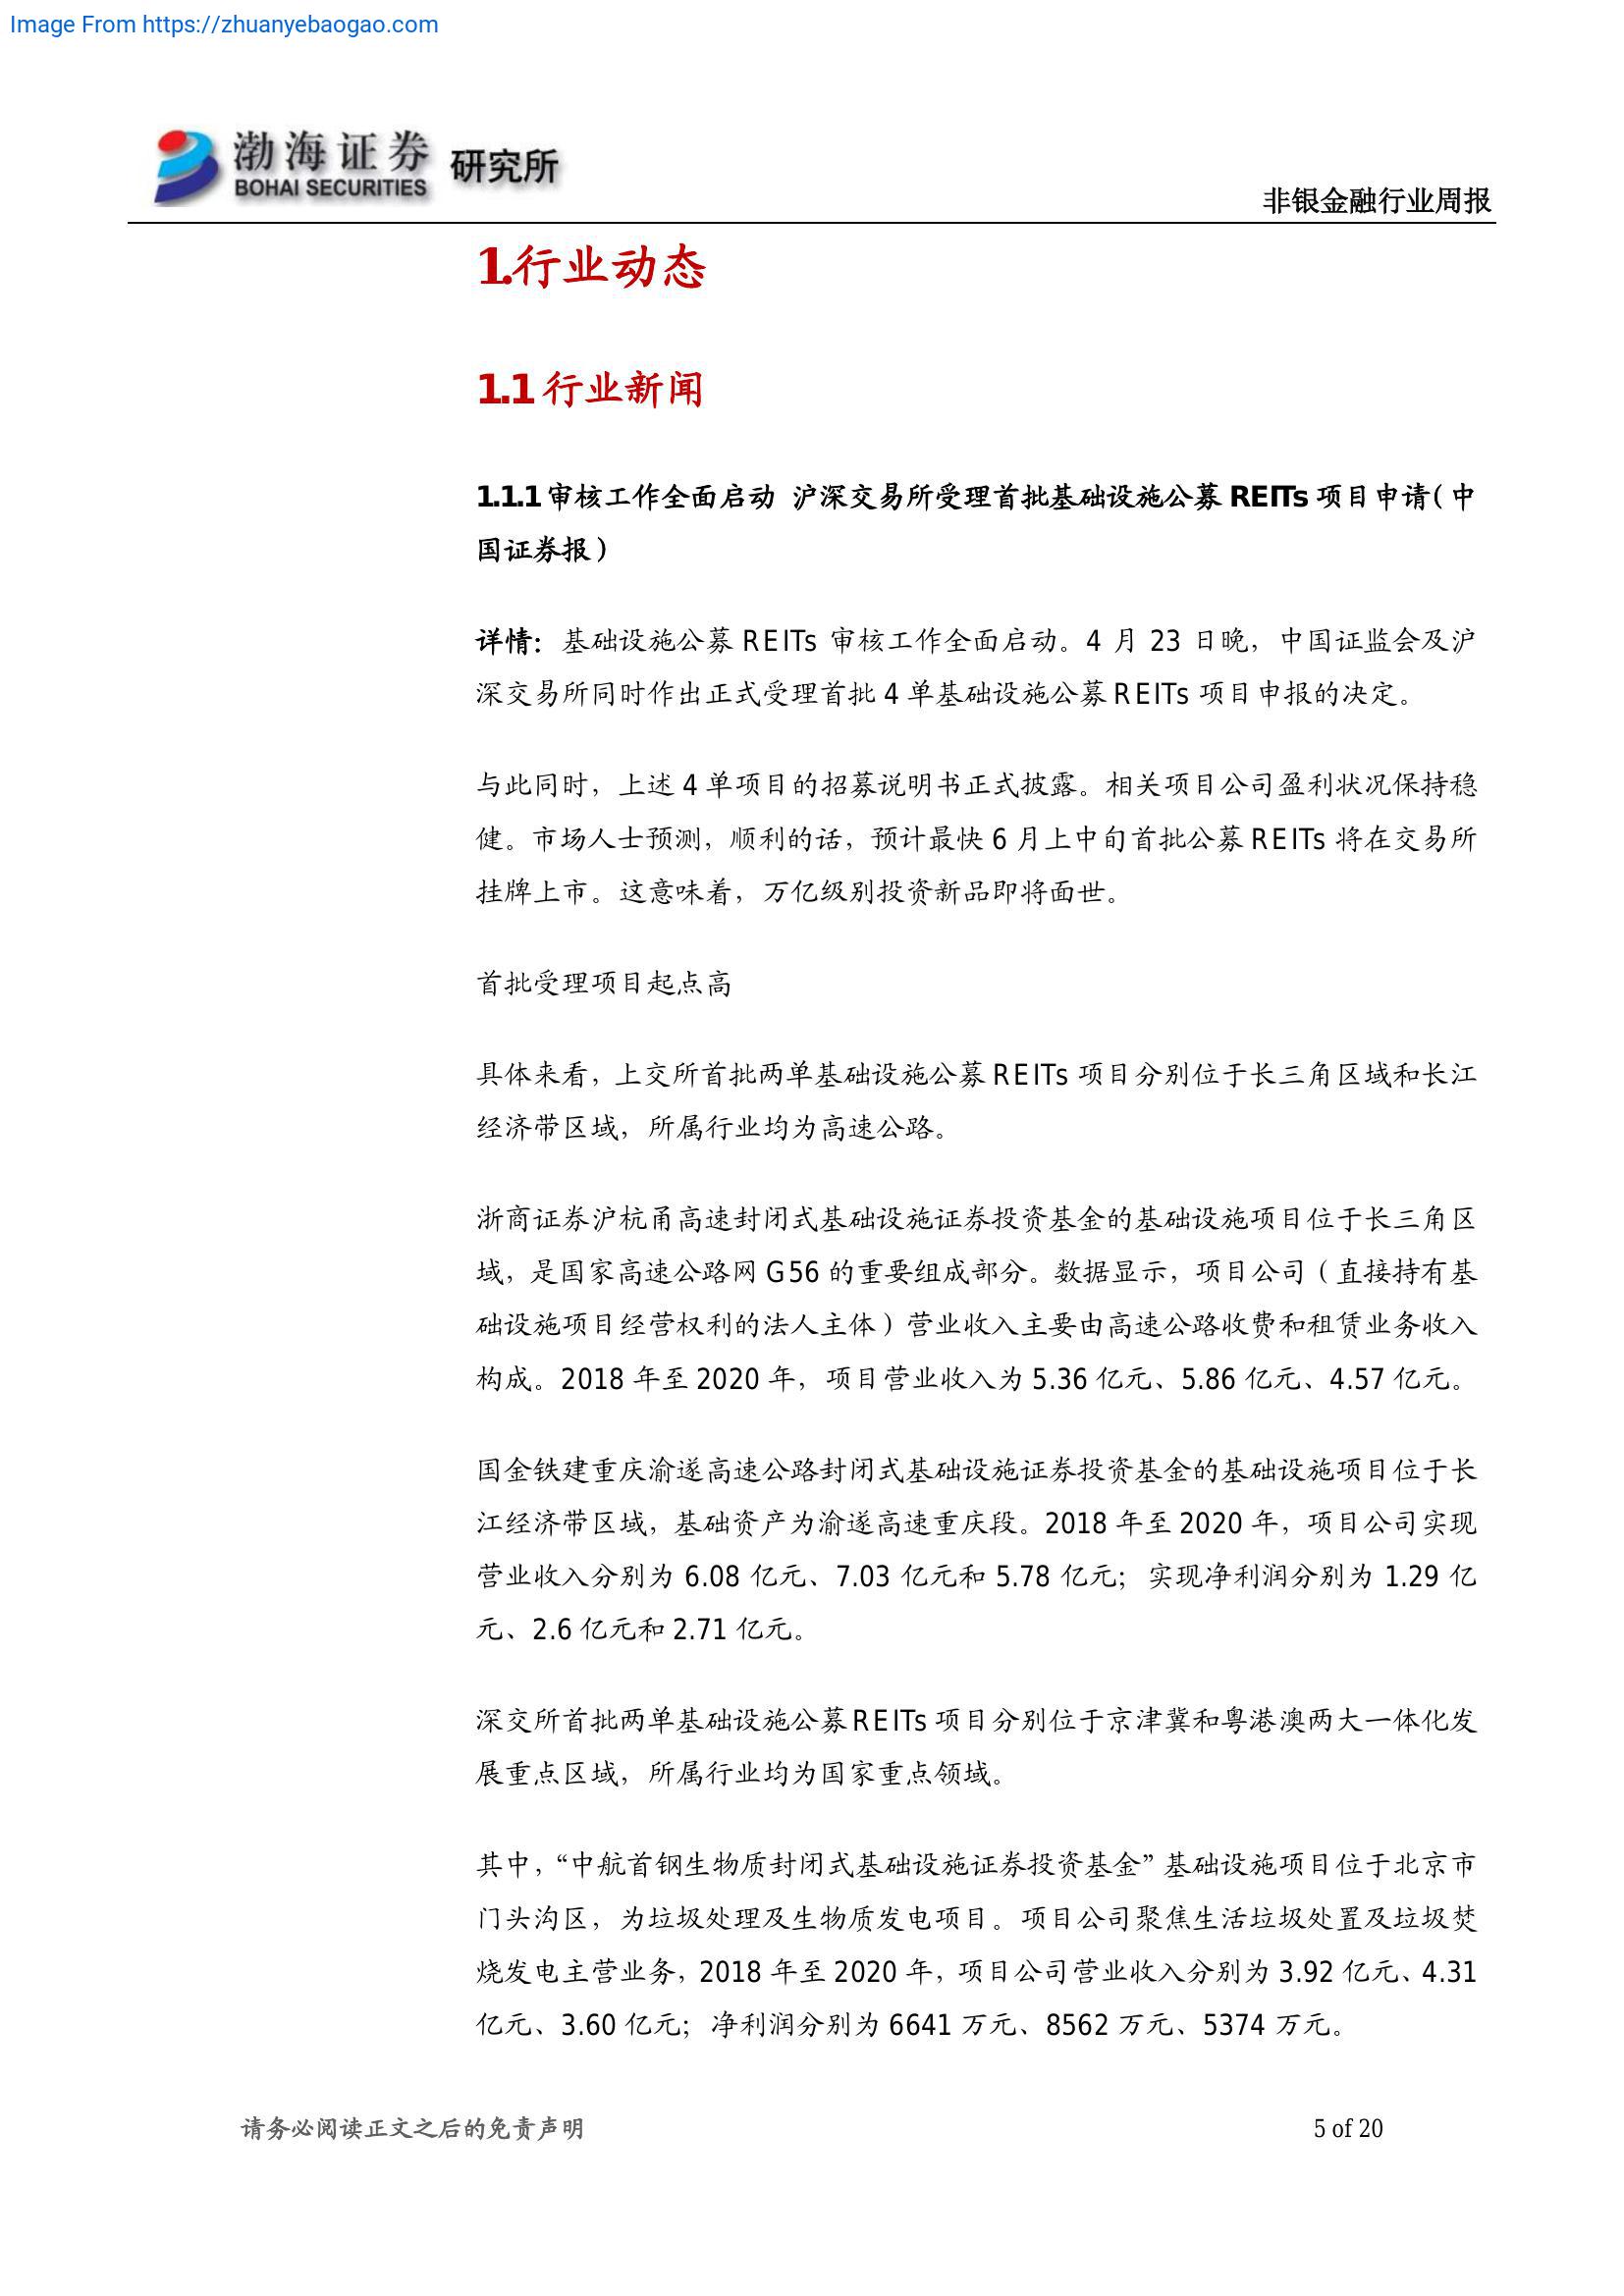 Image From https://zhuanyebaogao.com
渤海证券 研究所
BOHAI SECURITIES
非银金融行业周报
1.行业动态
1.1 行业新闻
1.1.1 审核工作全面启动 沪深交易所受理首批基础设施公募 REITs 项目申请（中
国证券报）
详情：基础设施公募 REITs 审核工作全面启动。4 月 23 日晚，中国证监会及沪
深交易所同时作出正式受理首批 4 单基础设施公募 REITs 项目申报的决定。
与此同时，上述 4 单项目的招募说明书正式披露。相关项目公司盈利状况保持稳
健。市场人士预测，顺利的话，预计最快 6 月上中旬首批公募 REITs 将在交易所
挂牌上市。这意味着，万亿级别投资新品即将面世。
首批受理项目起点高
具体来看，上交所首批两单基础设施公募 REITs 项目分别位于长三角区域和长江
经济带区域，所属行业均为高速公路。
浙商证券沪杭甬高速封闭式基础设施证券投资基金的基础设施项目位于长三角区
域，是国家高速公路网 G56 的重要组成部分。数据显示，项目公司（直接持有基
础设施项目经营权利的法人主体）营业收入主要由高速公路收费和租赁业务收入
构成。2018 年至 2020 年，项目营业收入为 5.36 亿元、5.86 亿元、4.57 亿元。
国金铁建重庆渝遂高速公路封闭式基础设施证券投资基金的基础设施项目位于长
江经济带区域，基础资产为渝遂高速重庆段。2018 年至 2020 年，项目公司实现
营业收入分别为 6.08 亿元、7.03 亿元和 5.78 亿元；实现净利润分别为 1.29 亿
元、2.6 亿元和 2.71 亿元。
深交所首批两单基础设施公募 REITs 项目分别位于京津冀和粤港澳两大一体化发
展重点区域，所属行业均为国家重点领域。
其中，“中航首钢生物质封闭式基础设施证券投资基金”基础设施项目位于北京市
门头沟区，为垃圾处理及生物质发电项目。项目公司聚焦生活垃圾处置及垃圾焚
烧发电主营业务，2018 年至 2020 年，项目公司营业收入分别为 3.92 亿元、4.31
亿元、3.60 亿元；净利润分别为 6641 万元、8562 万元、5374 万元。
请务必阅读正文之后的免责声明
5 of 20